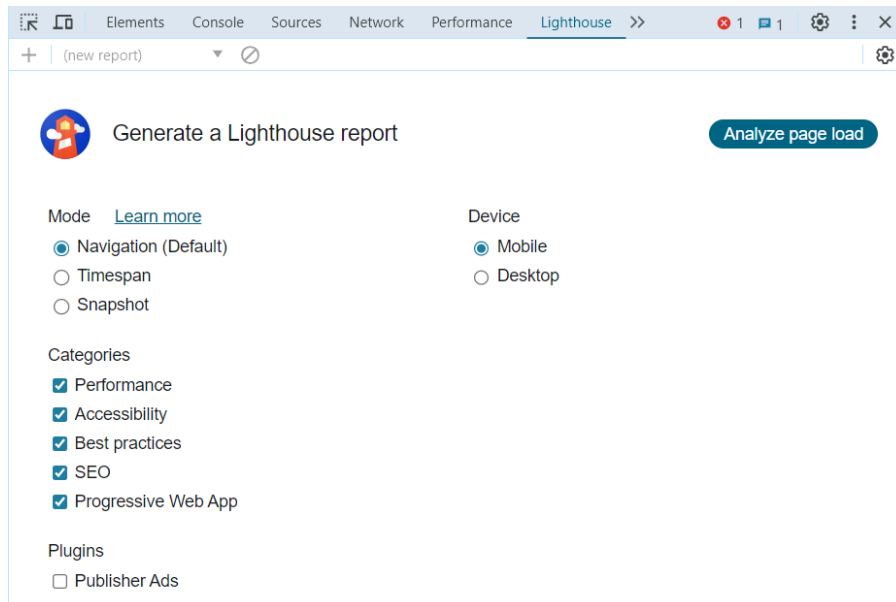 Elements Console Sources Network Performance Lighthouse 1 1
(new report)
Generate a Lighthouse report Analyze page load
Mode Learn more
Navigation (Default)
Timespan
Snapshot
Device
Mobile
Desktop
Categories
Performance
Accessibility
Best practices
SEO
Progressive Web App
Plugins
Publisher Ads